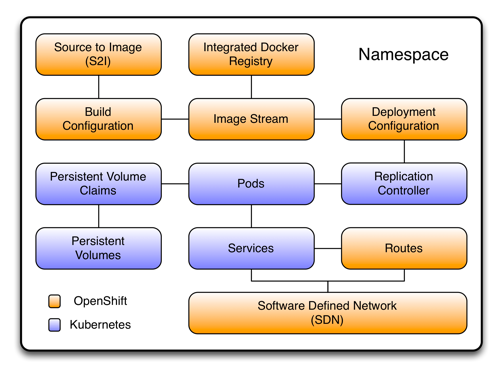 Source to Image
(S2I)
Integrated Docker
Registry
Namespace
Build
Configuration
Image Stream
Deployment
Configuration
Persistent Volume
Claims
Pods
Replication
Controller
Persistent
Volumes
Services
Routes
OpenShift
Kubernetes
Software Defined Network
(SDN)